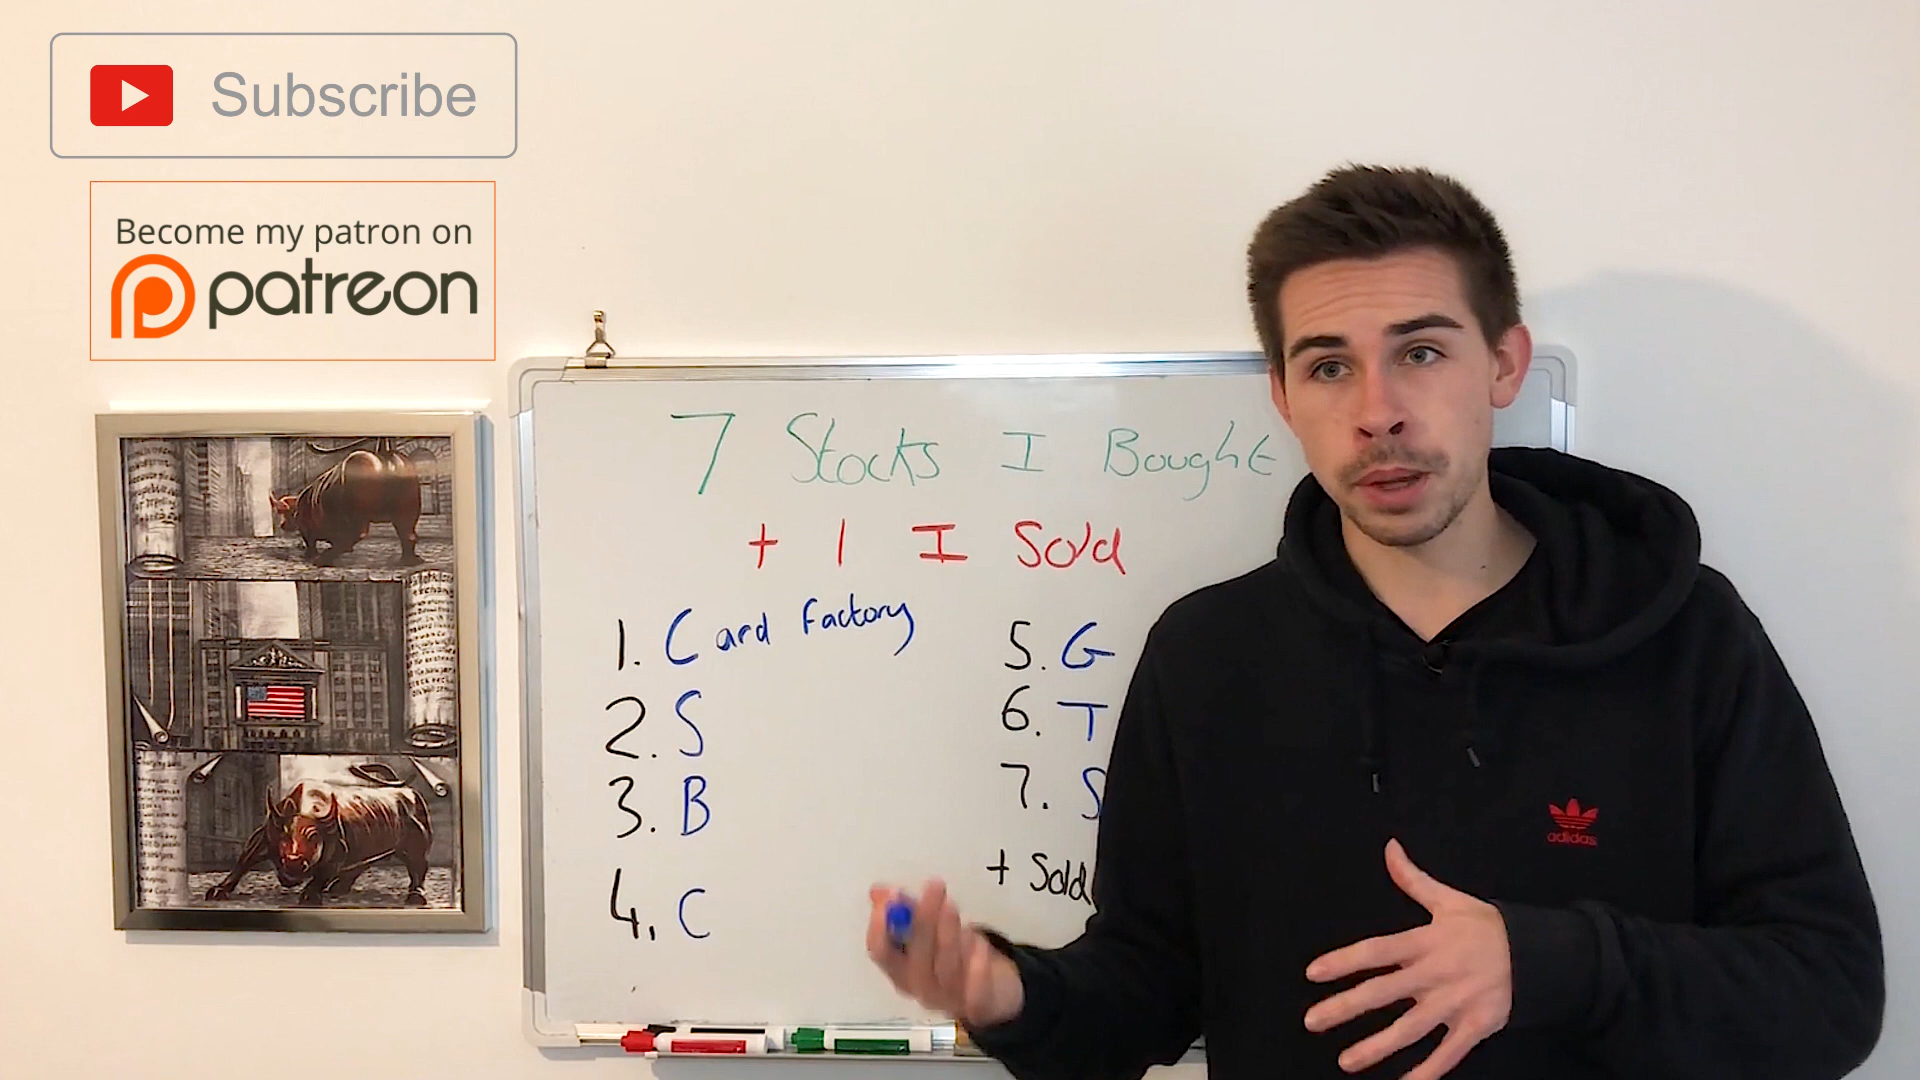 Subscribe
Become my patron on
patreon
7 Stocks I Bought
+ 1 I Sold
1. Card Factory
2. S
3. B
4. C
5. G
6. T
7. S
+ Sold
adidas